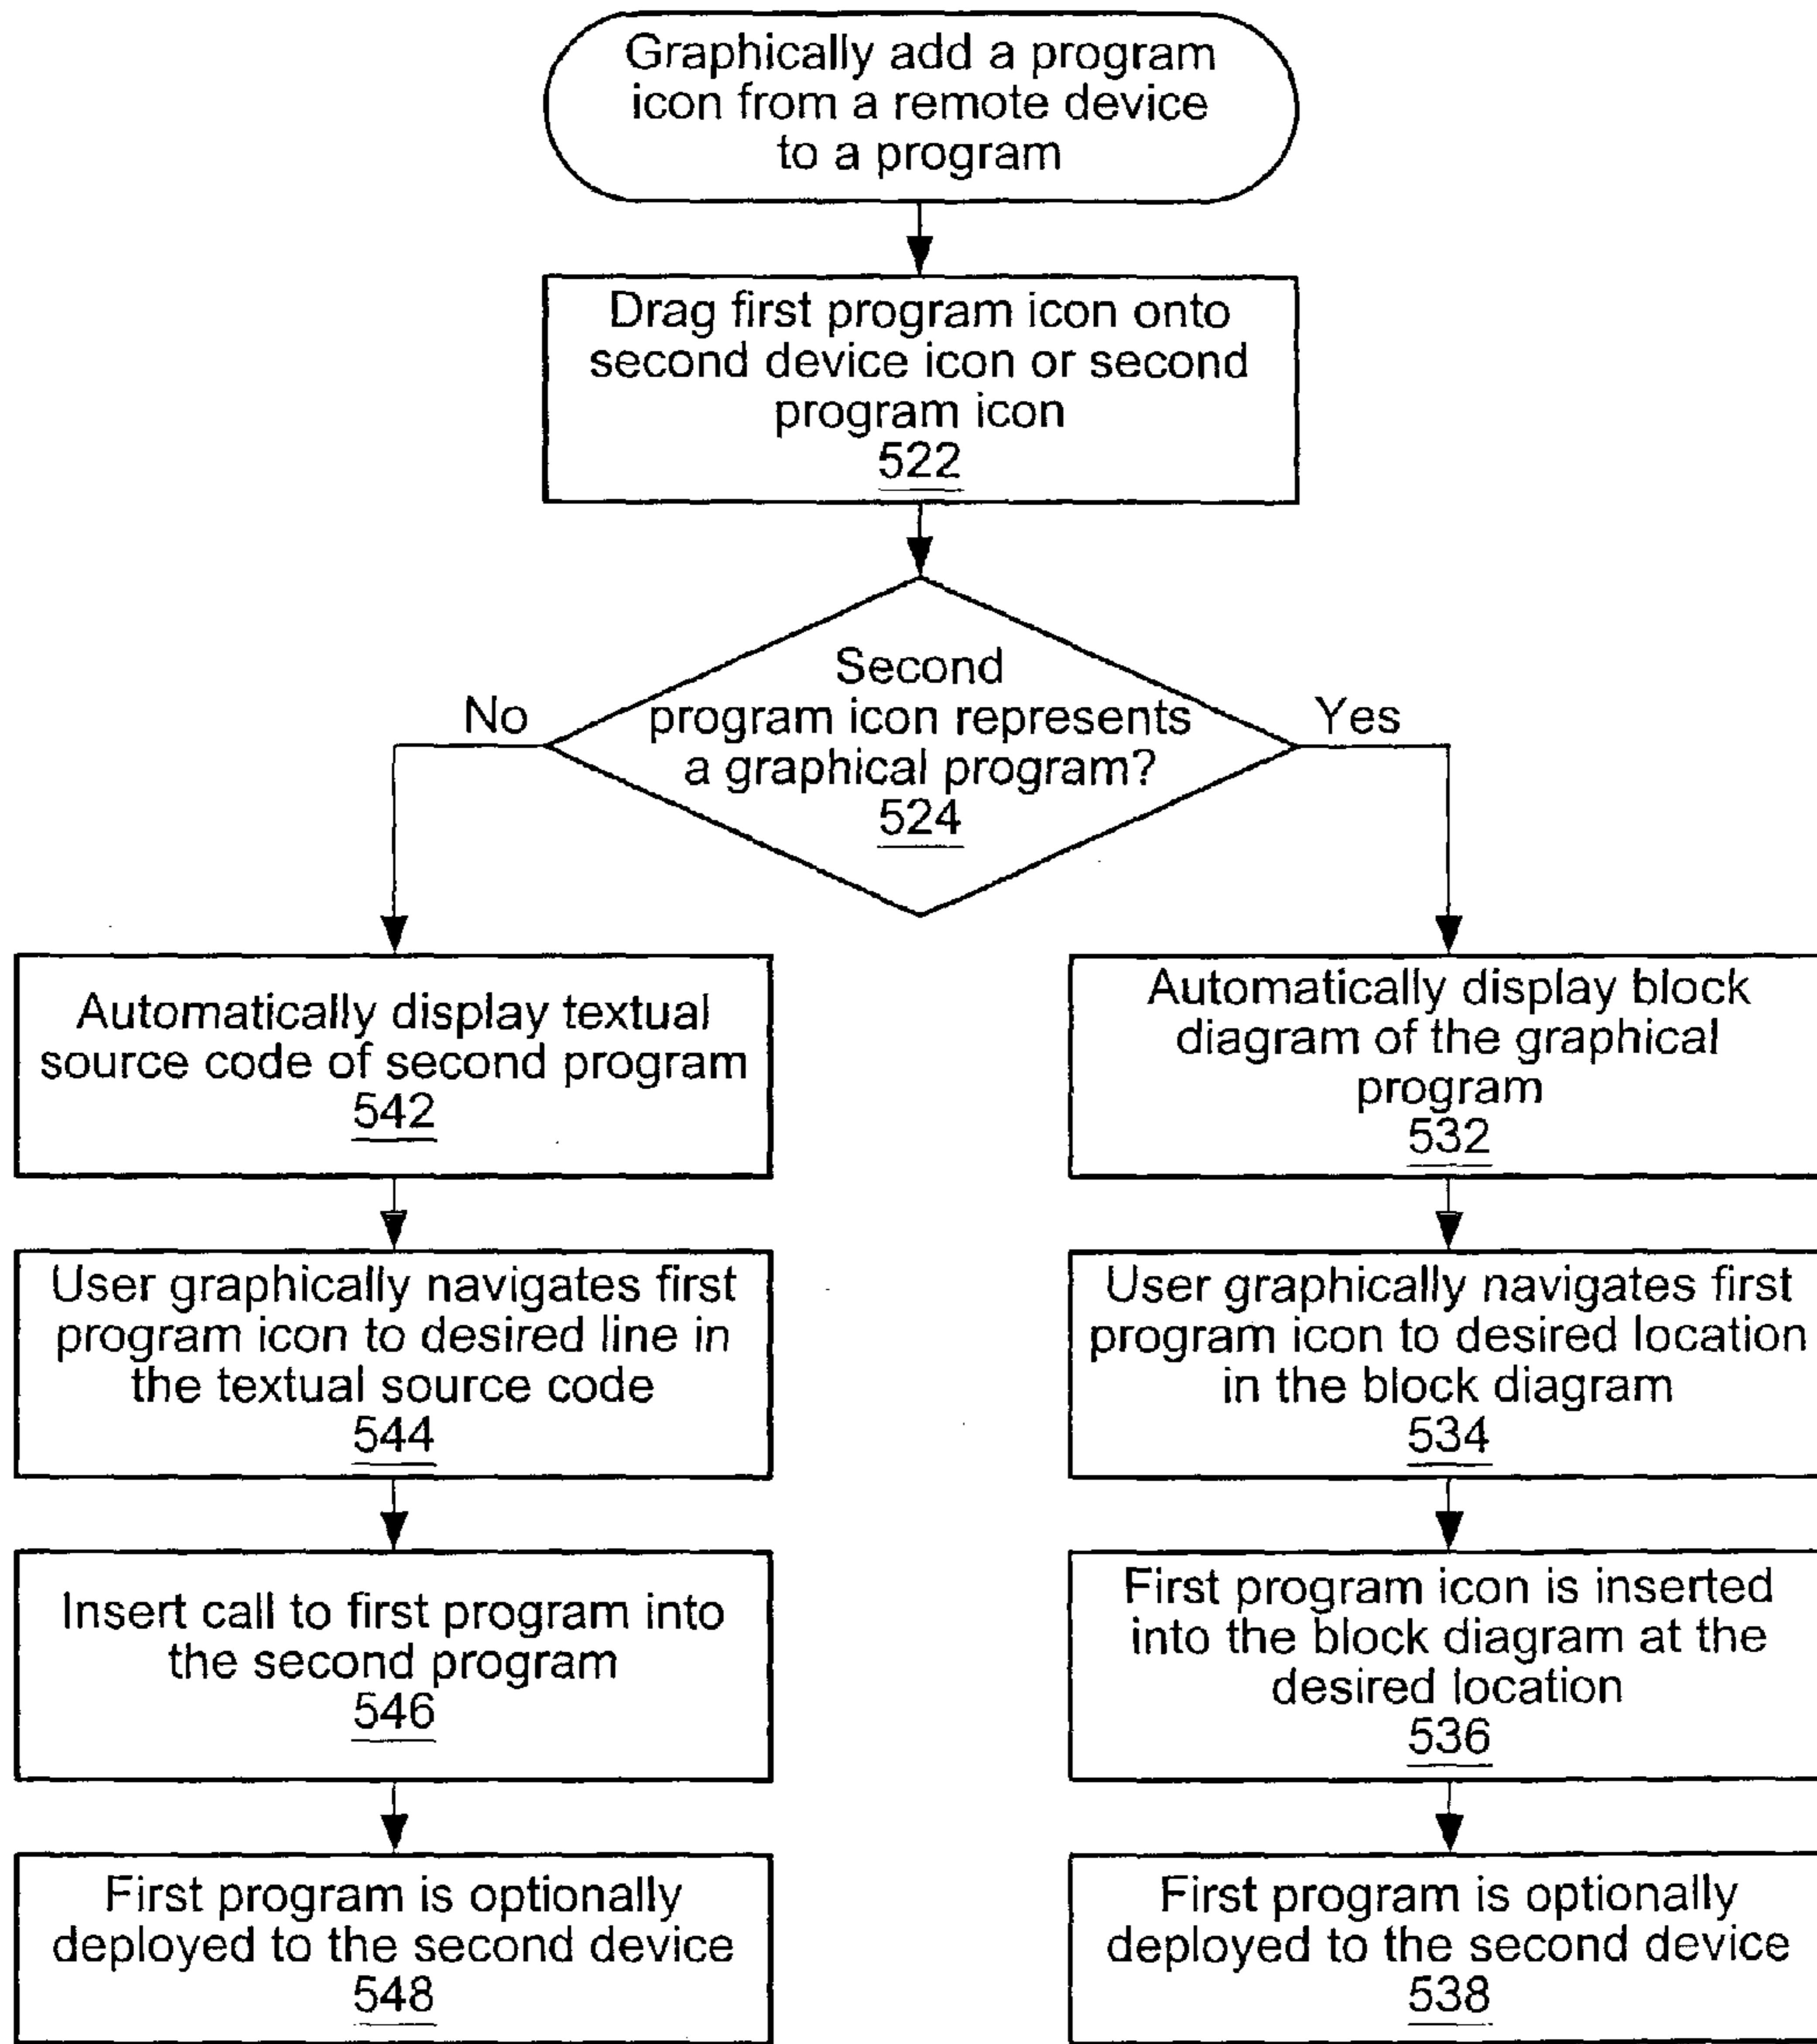 Graphically add a program
icon from a remote device
to a program
Drag first program icon onto
second device icon or second
program icon
522
Second
program icon represents
a graphical program?
524
No
Yes
Automatically display textual
source code of second program
542
User graphically navigates first
program icon to desired line in
the textual source code
544
Insert call to first program into
the second program
546
First program is optionally
deployed to the second device
548
Automatically display block
diagram of the graphical
program
532
User graphically navigates first
program icon to desired location
in the block diagram
534
First program icon is inserted
into the block diagram at the
desired location
536
First program is optionally
deployed to the second device
538